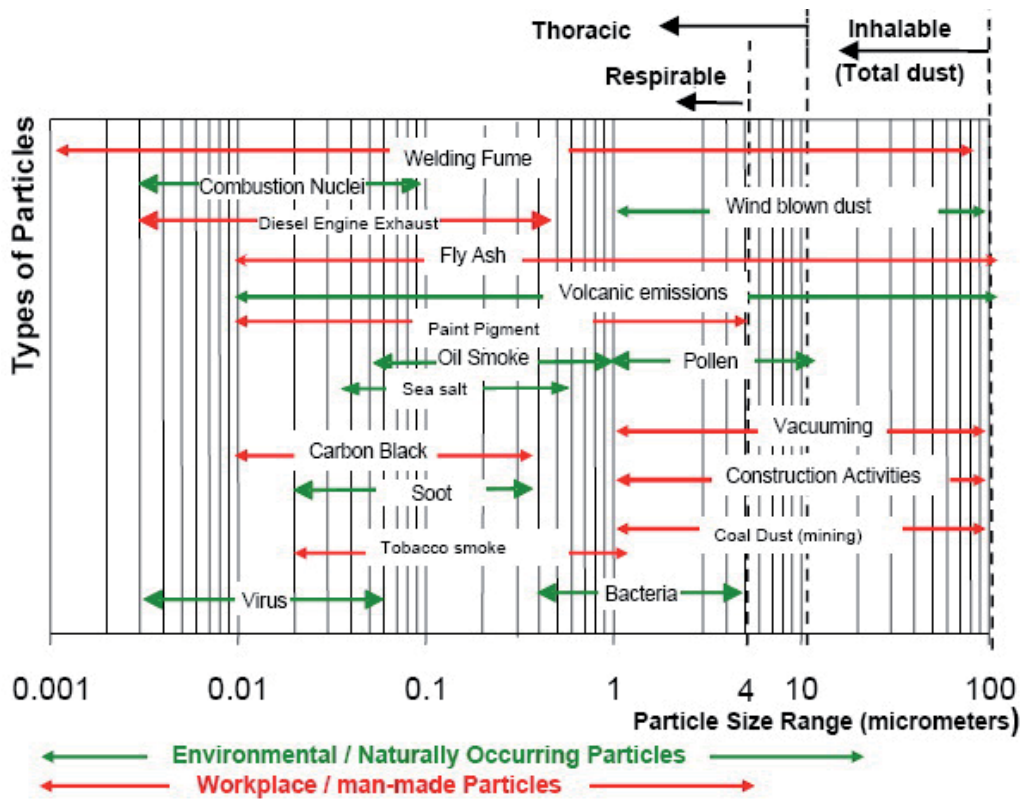 Thoracic
Inhalable
(Total dust)
Respirable
Types of Particles
Welding Fume
Combustion Nuclei
Wind blown dust
Diesel Engine Exhaust
Fly Ash
Volcanic emissions
Paint Pigment
Oil Smoke
Pollen
Sea salt
Vacuuming
Carbon Black
Construction Activities
Soot
Coal Dust (mining)
Tobacco smoke
Bacteria
Virus
0.001 0.01 0.1 1 4 10 100
Particle Size Range (micrometers)
Environmental / Naturally Occurring Particles
Workplace / man-made Particles